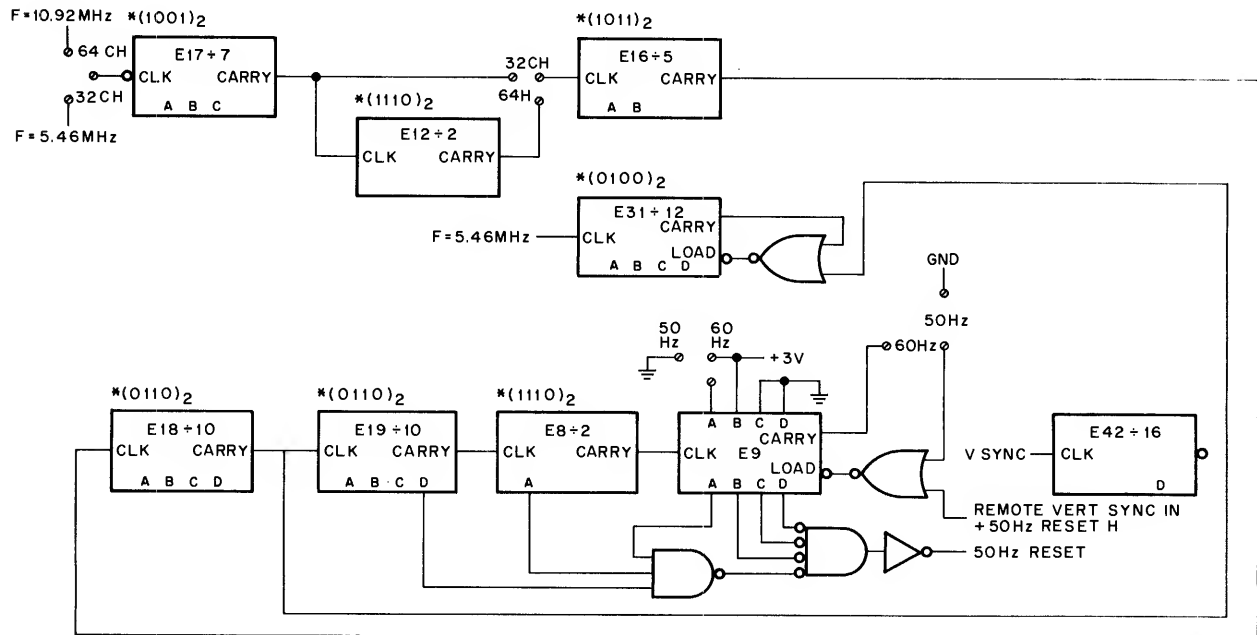 F=10.92MHz
*(1001)2
*(1011)2
64 CH
E17÷7
CLK CARRY
A B C
32CH
F=5.46MHz
32CH
64H
E16÷5
CLK CARRY
A B
*(1110)2
E12÷2
CLK CARRY
*(0100)2
E31÷12
CARRY
F=5.46MHz
CLK
LOAD
A B C D
GND
50Hz
60Hz
50 Hz
60 Hz
+3V
*(0110)2
E18÷10
CLK CARRY
A B C D
*(0110)2
E19÷10
CLK CARRY
A B C D
*(1110)2
E8÷2
CLK CARRY
A
A B C D
CARRY
CLK E9
LOAD
A B C D
E42÷16
V SYNC
CLK
D
REMOTE VERT SYNC IN
+50Hz RESET H
50Hz RESET